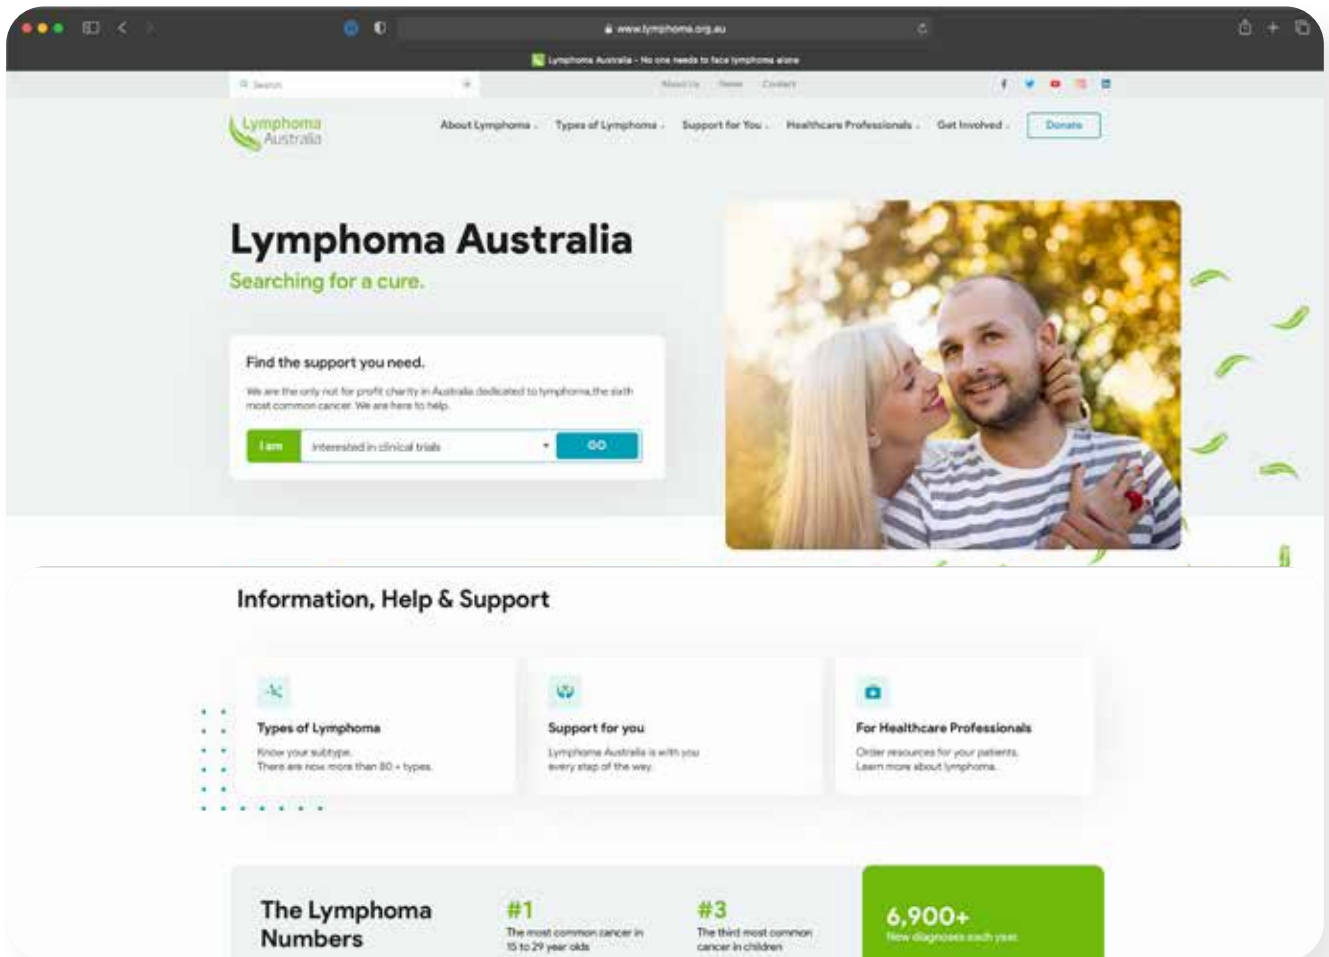 www.lymphoma.org.au
Lymphoma Australia - No one needs to face lymphoma alone
Search
About Us News Contact
Lymphoma
Australia
About Lymphoma Types of Lymphoma Support for You Healthcare Professionals Get Involved Donate
Lymphoma Australia
Searching for a cure.
Find the support you need.
We are the only not for profit charity in Australia dedicated to lymphoma,the sixth
most common cancer. We are here to help.
I am Interested in clinical trials GO
Information, Help & Support
Types of Lymphoma
Know your subtype.
There are now more than 80 + types.
Support for you
Lymphoma Australia is with you
every step of the way.
For Healthcare Professionals
Order resources for your patients.
Learn more about lymphoma.
The Lymphoma
Numbers
#1
The most common cancer in
15 to 29 year olds
#3
The third most common
cancer in children
6,900+
New diagnoses each year.